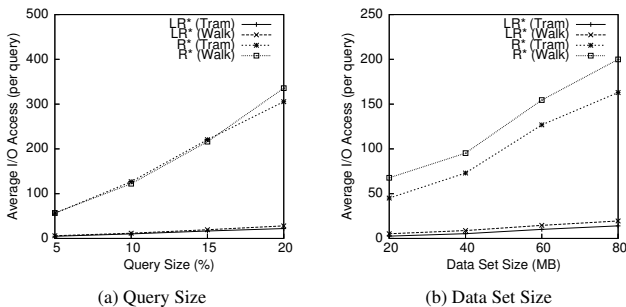 Average I/O Access (per query)
500
400
300
200
100
0
5
10
15
20
Query Size (%)
LR* (Tram)
LR* (Walk)
R* (Tram)
R* (Walk)
(a) Query Size
Average I/O Access (per query)
250
200
150
100
50
0
20
40
60
80
Data Set Size (MB)
LR* (Tram)
LR* (Walk)
R* (Tram)
R* (Walk)
(b) Data Set Size